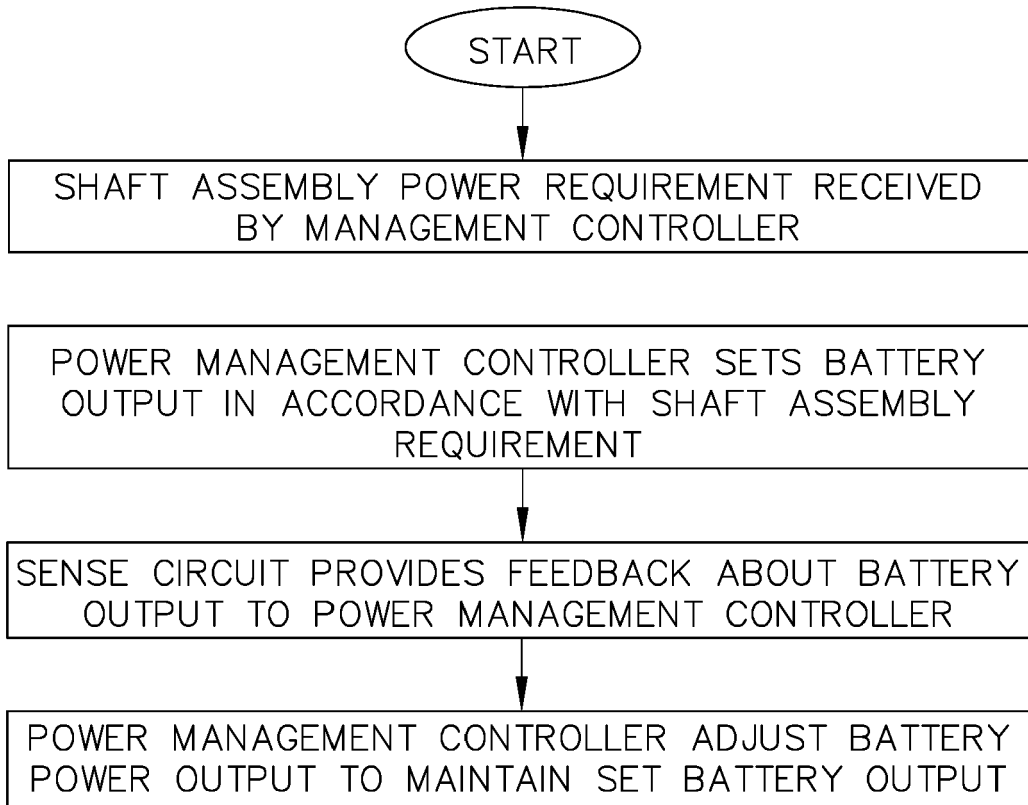 START
SHAFT ASSEMBLY POWER REQUIREMENT RECEIVED
BY MANAGEMENT CONTROLLER
POWER MANAGEMENT CONTROLLER SETS BATTERY
OUTPUT IN ACCORDANCE WITH SHAFT ASSEMBLY
REQUIREMENT
SENSE CIRCUIT PROVIDES FEEDBACK ABOUT BATTERY
OUTPUT TO POWER MANAGEMENT CONTROLLER
POWER MANAGEMENT CONTROLLER ADJUST BATTERY
POWER OUTPUT TO MAINTAIN SET BATTERY OUTPUT